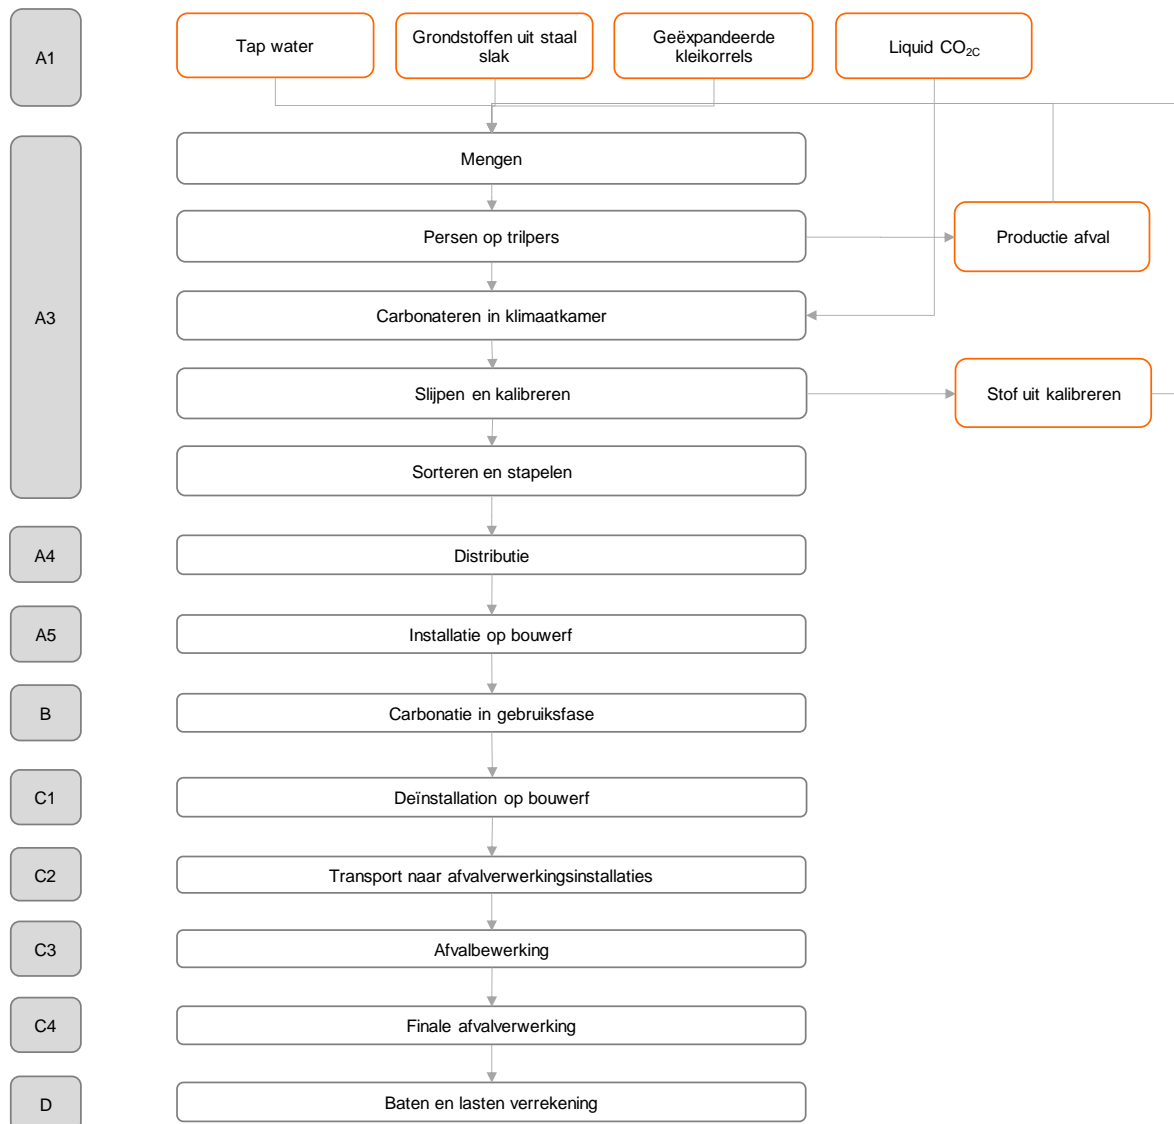 A1
Tap water
Grondstoffen uit staal
slak
Geëxpandeerde
kleikorrels
Liquid CO₂C
Mengen
A3
Persen op trilpers
Productie afval
Carbonateren in klimaatkamer
Slijpen en kalibreren
Stof uit kalibreren
Sorteren en stapelen
A4
Distributie
A5
Installatie op bouwerf
B
Carbonatie in gebruiksfase
C1
Deïnstallation op bouwerf
C2
Transport naar afvalverwerkingsinstallaties
C3
Afvalbewerking
C4
Finale afvalverwerking
D
Baten en lasten verrekening